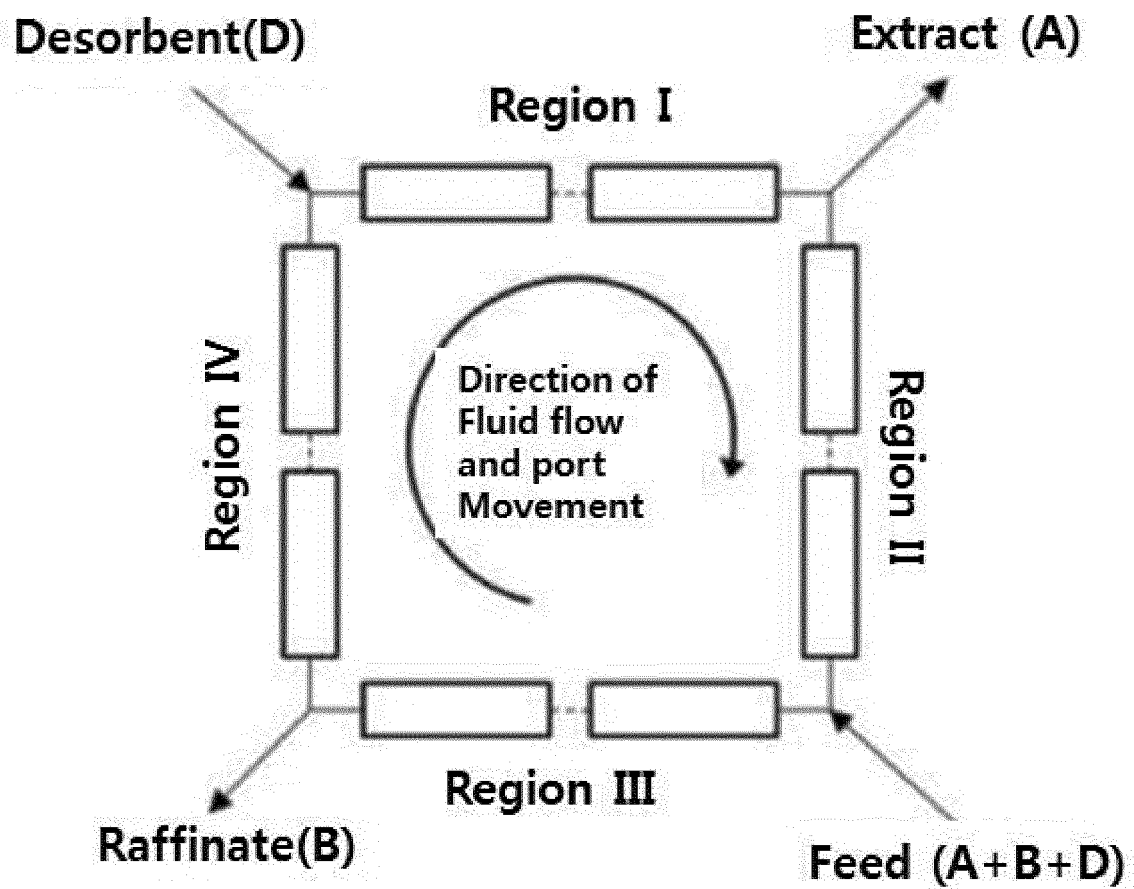 Desorbent(D)
Extract (A)
Region I
Region IV
Direction of
Fluid flow
and port
Movement
Region II
Region III
Raffinate(B)
Feed (A+B+D)